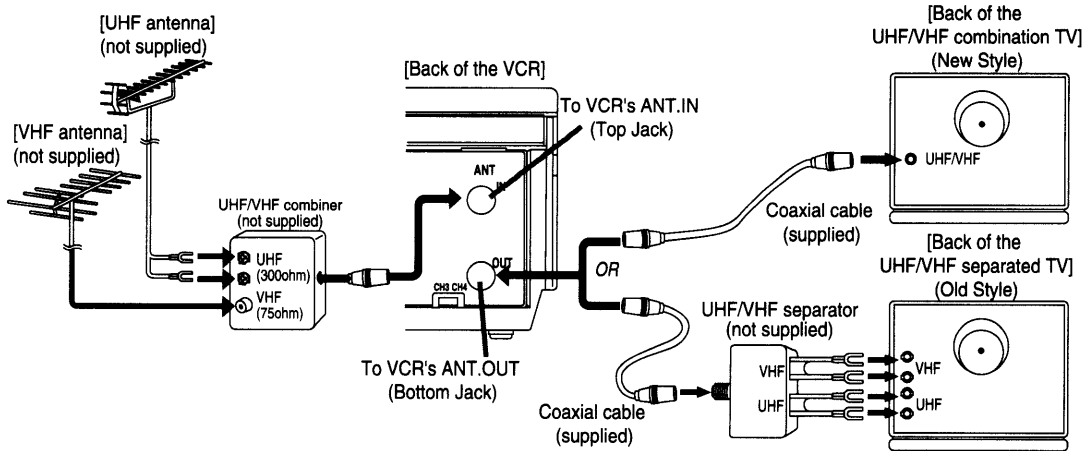 [UHF antenna]
(not supplied)
[VHF antenna]
(not supplied)
UHF/VHF combiner
(not supplied)
UHF
(300ohm)
VHF
(75ohm)
[Back of the VCR]
To VCR's ANT.IN
(Top Jack)
ANT
IN
OUT
CH3 CH4
To VCR's ANT.OUT
(Bottom Jack)
OR
Coaxial cable
(supplied)
[Back of the
UHF/VHF combination TV]
(New Style)
UHF/VHF
Coaxial cable
(supplied)
UHF/VHF separator
(not supplied)
VHF
UHF
[Back of the
UHF/VHF separated TV]
(Old Style)
VHF
UHF